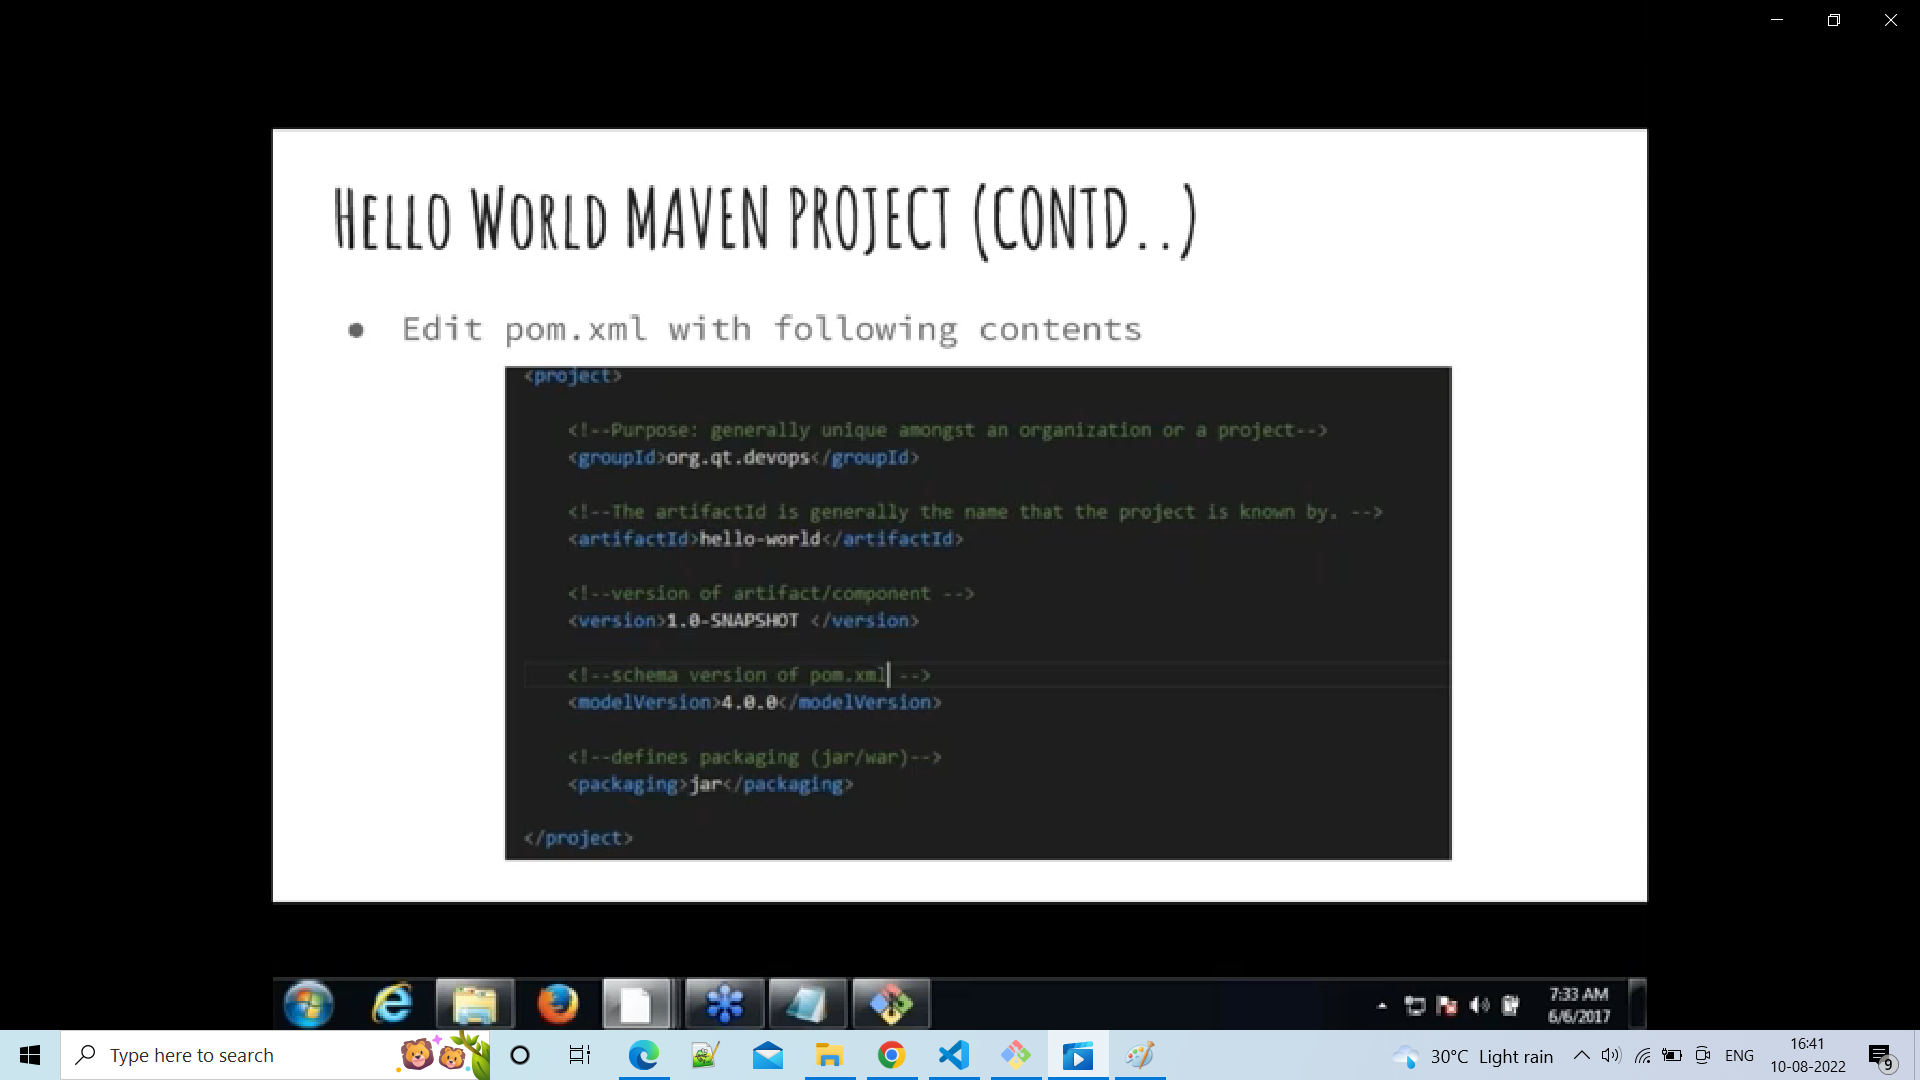 Hello World MAVEN PROJECT (CONTD..)
● Edit pom.xml with following contents
<project>
<!--Purpose: generally unique amongst an organization or a project-->
<groupId>org.qt.devops</groupId>
<!--The artifactId is generally the name that the project is known by. -->
<artifactId>hello-world</artifactId>
<!--version of artifact/component -->
<version>1.0-SNAPSHOT </version>
<!--schema version of pom.xml -->
<modelVersion>4.0.0</modelVersion>
<!--defines packaging (jar/war)-->
<packaging>jar</packaging>
</project>
7:33 AM
6/6/2017
Type here to search
30°C Light rain
ENG
16:41
10-08-2022
9